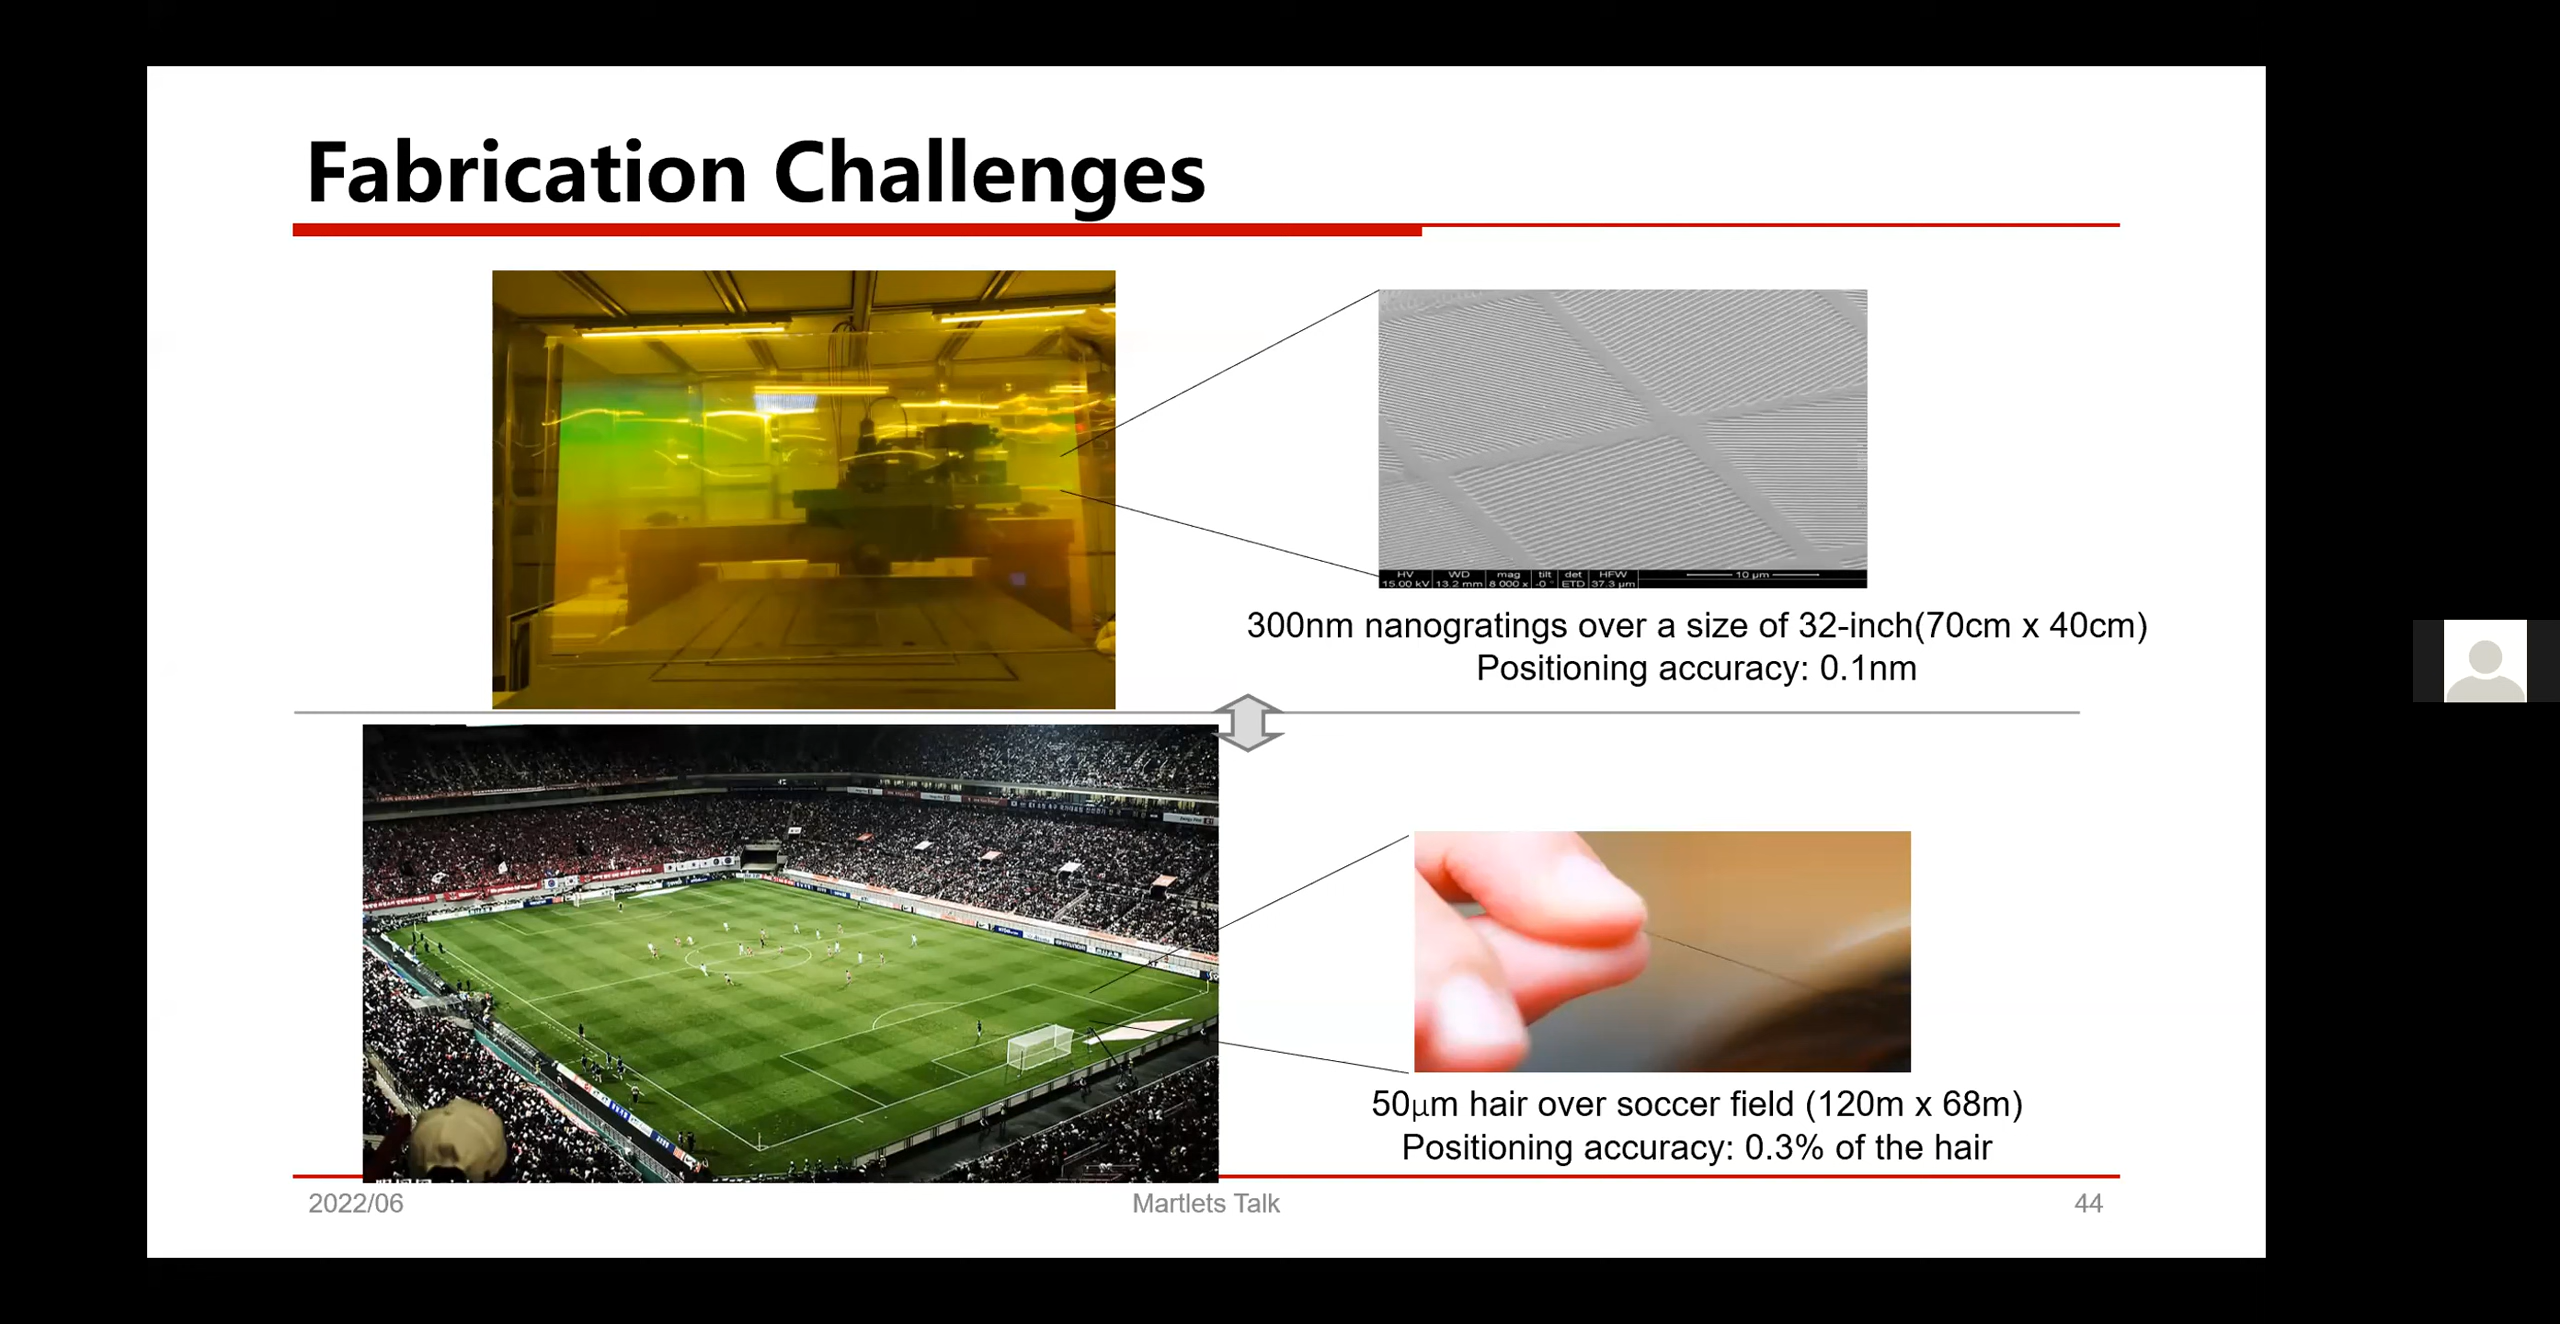 Fabrication Challenges
HV WD mag tilt det HFW 10 µm
15.00 kV 13.2 mm 8 000 x -0 ° ETD 37.3 µm
300nm nanogratings over a size of 32-inch(70cm x 40cm)
Positioning accuracy: 0.1nm
50µm hair over soccer field (120m x 68m)
Positioning accuracy: 0.3% of the hair
2022/06 Martlets Talk 44